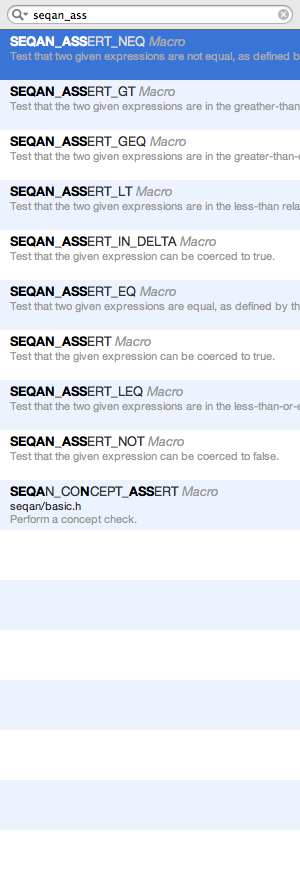 seqan_ass
SEQAN_ASSERT_NEQ Macro
Test that two given expressions are not equal, as defined b
SEQAN_ASSERT_GT Macro
Test that the two given expressions are in the greather-than
SEQAN_ASSERT_GEQ Macro
Test that the two given expressions are in the greater-than-
SEQAN_ASSERT_LT Macro
Test that the two given expressions are in the less-than rela
SEQAN_ASSERT_IN_DELTA Macro
Test that the given expression can be coerced to true.
SEQAN_ASSERT_EQ Macro
Test that two given expressions are equal, as defined by th
SEQAN_ASSERT Macro
Test that the given expression can be coerced to true.
SEQAN_ASSERT_LEQ Macro
Test that the two given expressions are in the less-than-or-e
SEQAN_ASSERT_NOT Macro
Test that the given expression can be coerced to false.
SEQAN_CONCEPT_ASSERT Macro
seqan/basic.h
Perform a concept check.